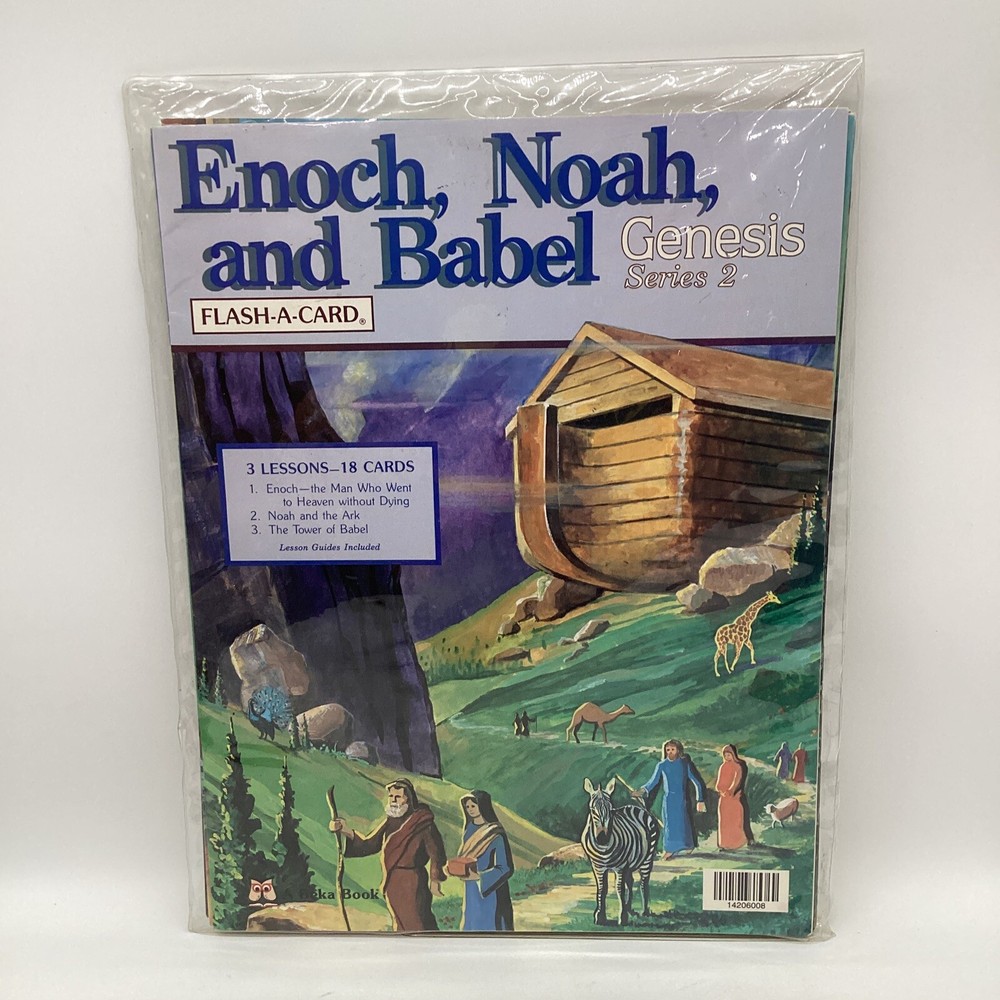 Enoch, Noah,
and Babel
Genesis
Series 2
FLASH-A-CARD®
3 LESSONS—18 CARDS
1. Enoch—the Man Who Went
to Heaven without Dying
2. Noah and the Ark
3. The Tower of Babel
Lesson Guides Included
Book
14206008